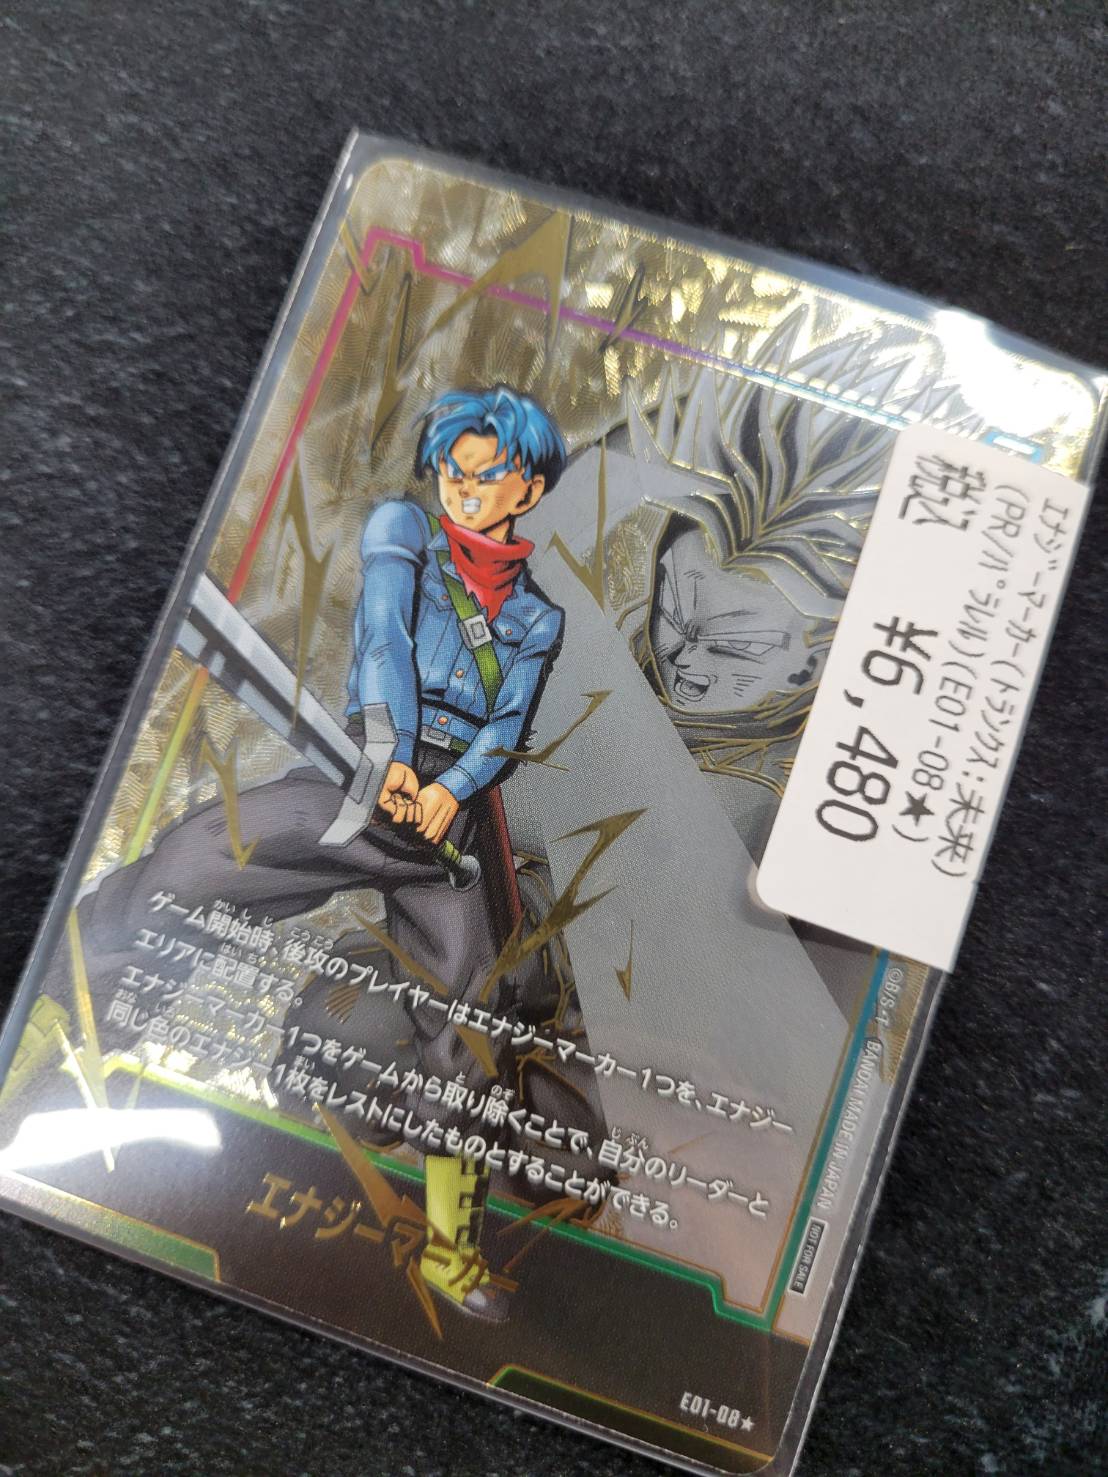 エナジーマーカー(トランクス:未来)
(PR/パラレル)(E01-08★)
税込
¥6,480
ゲーム開始時、後攻のプレイヤーはエナジーマーカー1つを、エナジー
エリアに配置する。
エナジーマーカー1つをゲームから取り除くことで、自分のリーダーと
同じ色のエナジー1枚をレストにしたものとすることができる。
BANDAI MADE IN JAPAN
NOT FOR SALE
エナジーマーカー
E01-08★